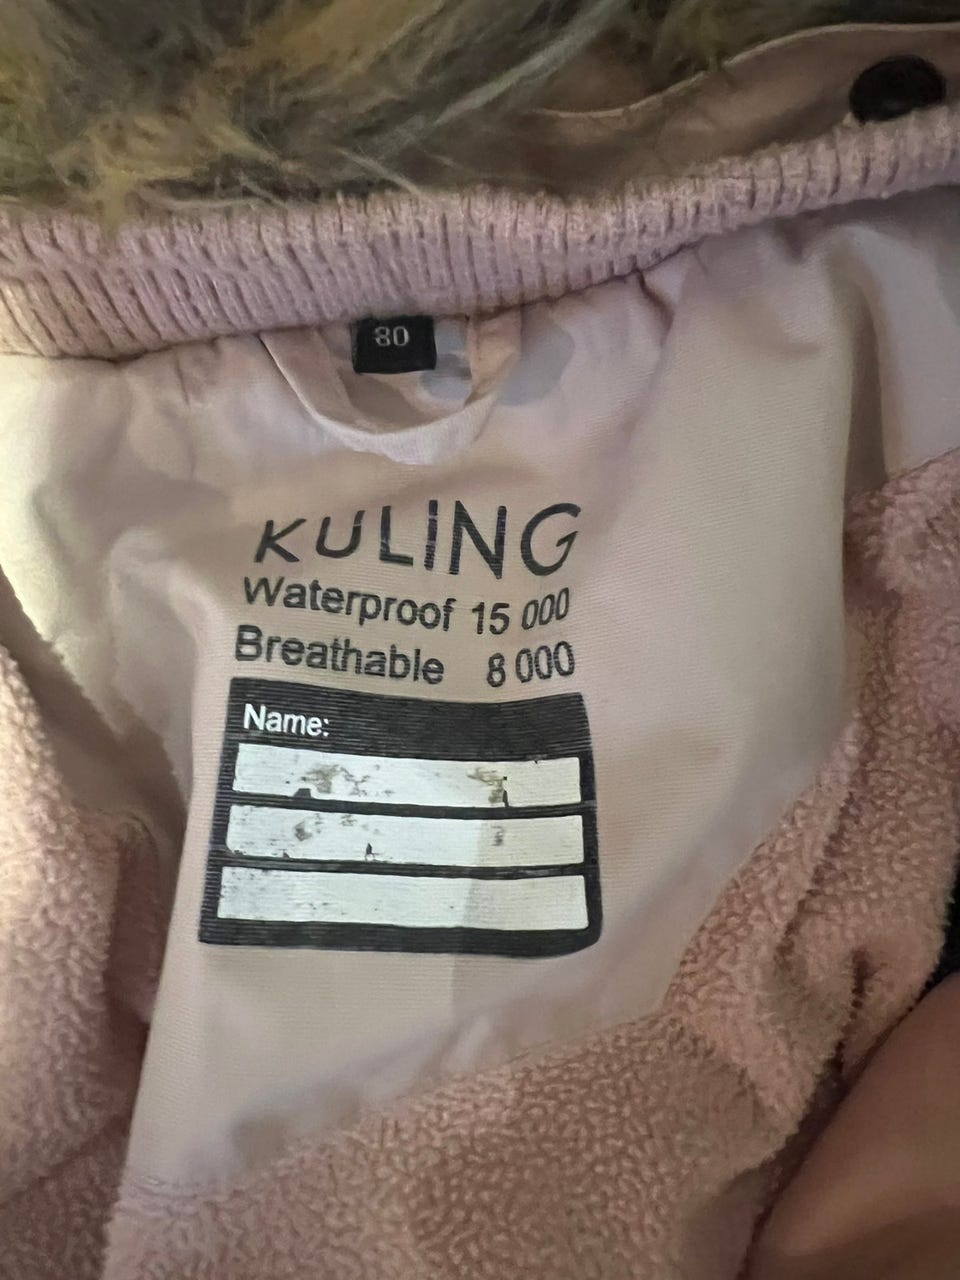 80
KULING
Waterproof 15 000
Breathable 8 000
Name: